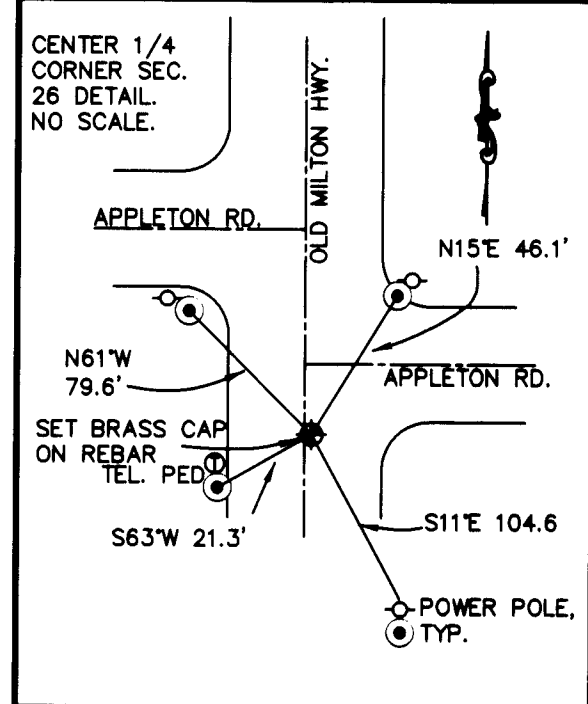 CENTER 1/4
CORNER SEC.
26 DETAIL.
NO SCALE.
OLD MILTON HWY.
APPLETON RD.
N15°E 46.1'
N61°W
79.6'
APPLETON RD.
SET BRASS CAP
ON REBAR
TEL. PED
S63°W 21.3'
S11°E 104.6
POWER POLE,
TYP.